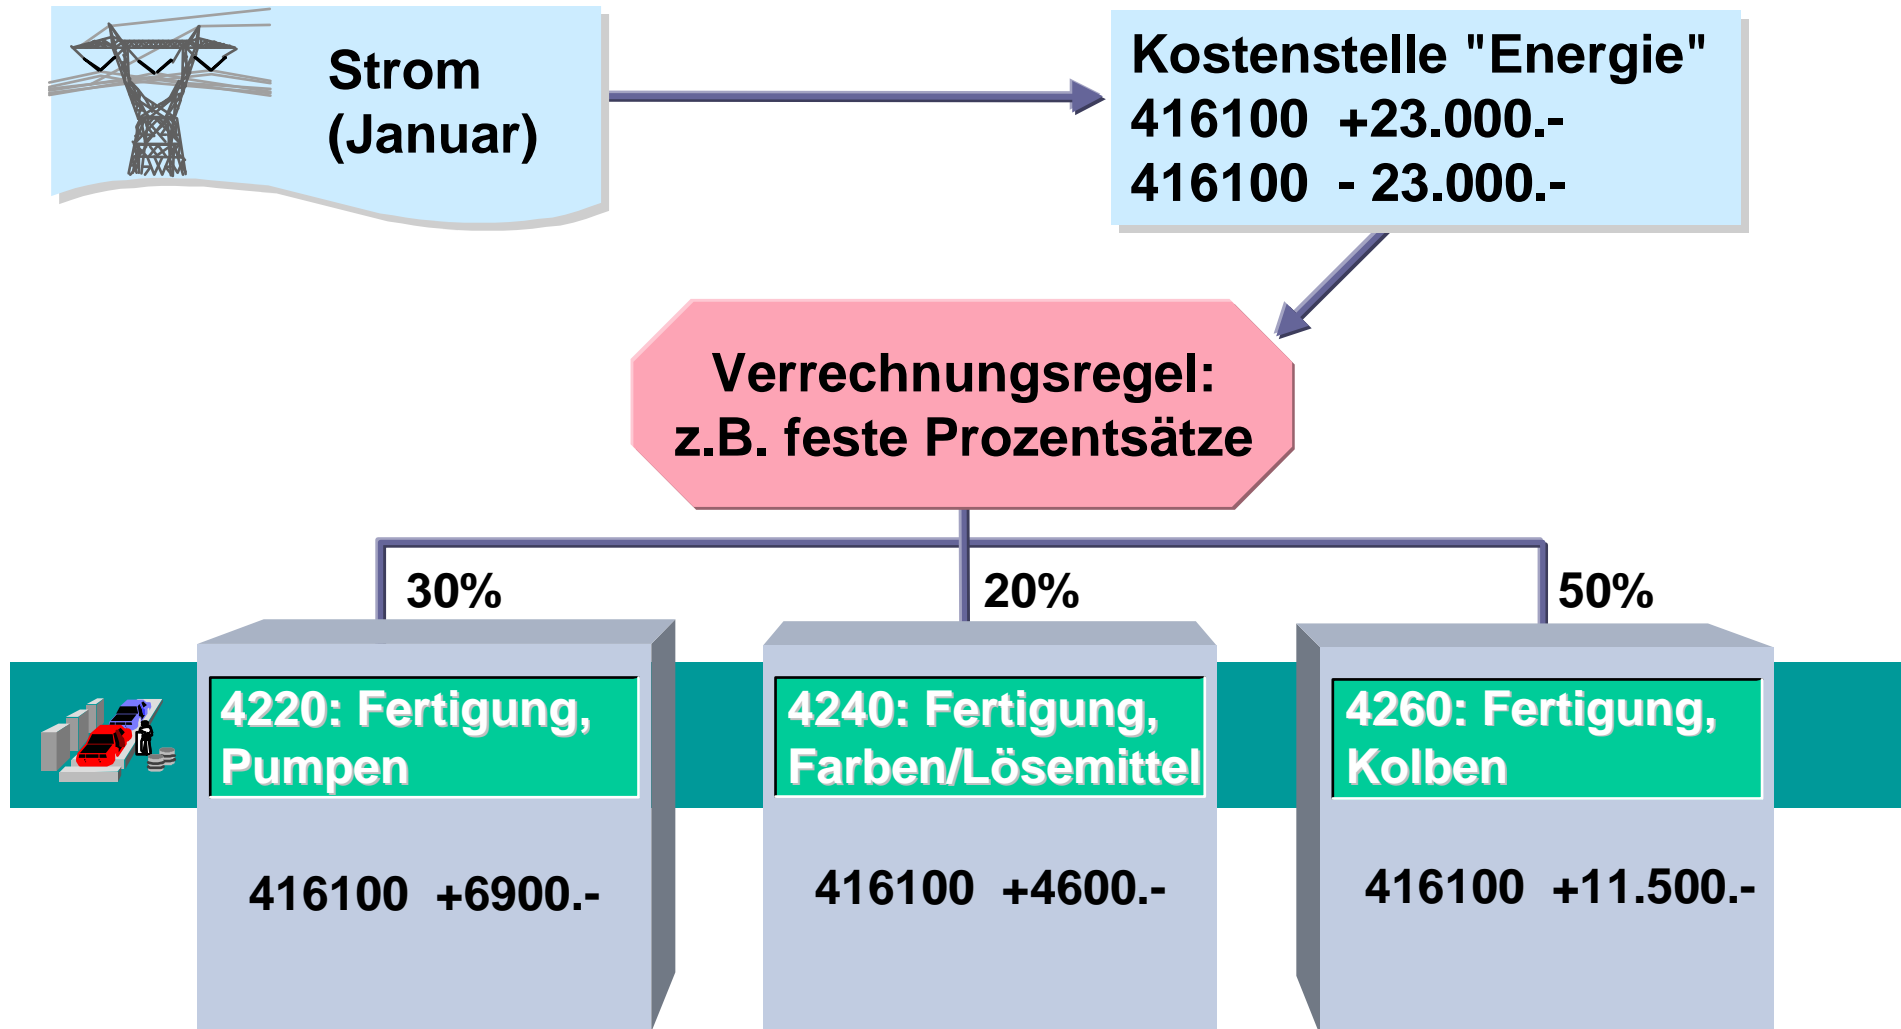 Strom
(Januar)
Kostenstelle "Energie"
416100 +23.000.-
416100 - 23.000.-
Verrechnungsregel:
z.B. feste Prozentsätze
30%
20%
50%
4220: Fertigung,
Pumpen
4240: Fertigung,
Farben/Lösemittel
4260: Fertigung,
Kolben
416100 +6900.-
416100 +4600.-
416100 +11.500.-